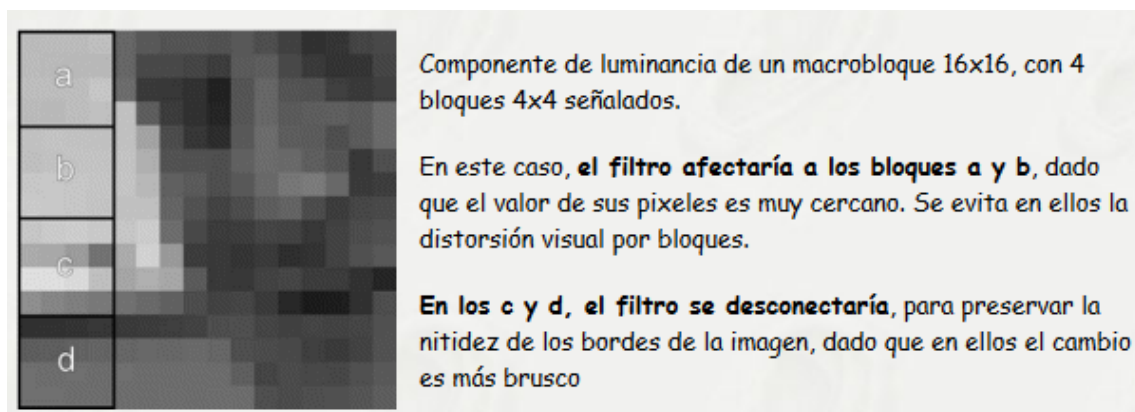 a
b
c
d
Componente de luminancia de un macrobloque 16x16, con 4
bloques 4x4 señalados.
En este caso, el filtro afectaría a los bloques a y b, dado
que el valor de sus pixeles es muy cercano. Se evita en ellos la
distorsión visual por bloques.
En los c y d, el filtro se desconectaría, para preservar la
nitidez de los bordes de la imagen, dado que en ellos el cambio
es más brusco